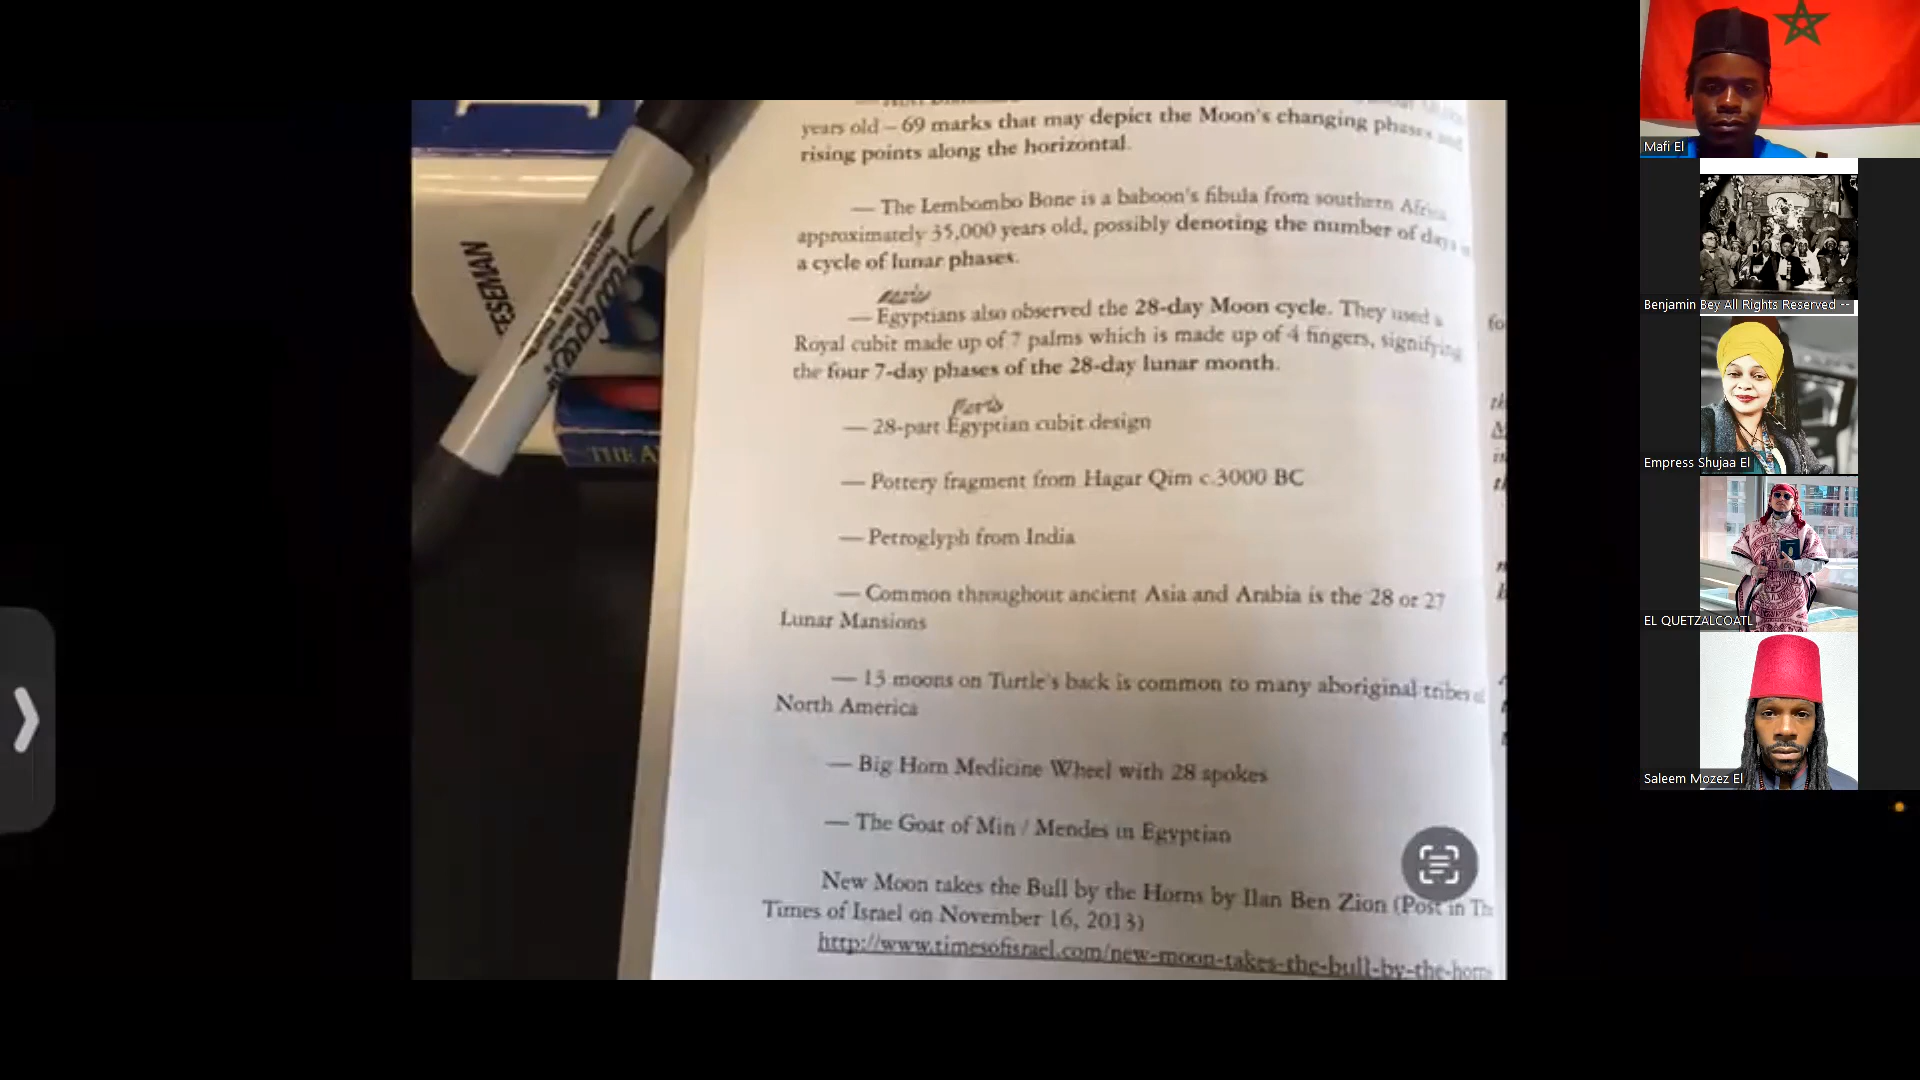 years old – 69 marks that may depict the Moon's changing phases and
rising points along the horizontal.
— The Lembombo Bone is a baboon's fibula from southern Africa
approximately 35,000 years old, possibly denoting the number of days in
a cycle of lunar phases.
— Egyptians also observed the 28-day Moon cycle. They used a
Royal cubit made up of 7 palms which is made up of 4 fingers, signifying
the four 7-day phases of the 28-day lunar month.
— 28-part Egyptian cubit design
— Pottery fragment from Hagar Qim c.3000 BC
— Petroglyph from India
— Common throughout ancient Asia and Arabia is the 28 or 27
Lunar Mansions
— 13 moons on Turtle's back is common to many aboriginal tribes of
North America
— Big Horn Medicine Wheel with 28 spokes
— The Goat of Min / Mendes in Egyptian
New Moon takes the Bull by the Horns by Ilan Ben Zion (Post in Th
Times of Israel on November 16, 2013)
http://www.timesofisrael.com/new-moon-takes-the-bull-by-the-horns
fo
TESEMAN
THE A
Mafi El
Benjamin Bey All Rights Reserved --
Empress Shujaa El
EL QUETZALCOATL
Saleem Mozez El